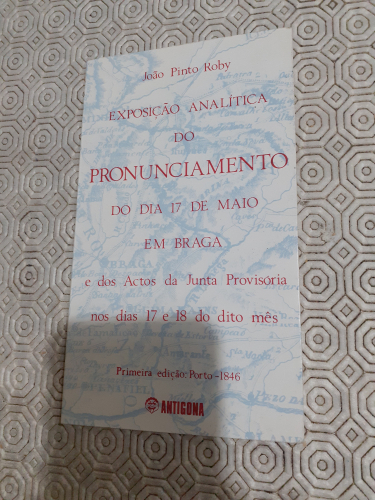 João Pinto Roby
EXPOSIÇÃO ANALÍTICA
DO
PRONUNCIAMENTO
DO DIA 17 DE MAIO
EM BRAGA
e dos Actos da Junta Provisória
nos dias 17 e 18 do dito mês
Primeira edição: Porto-1846
ANTIGONA